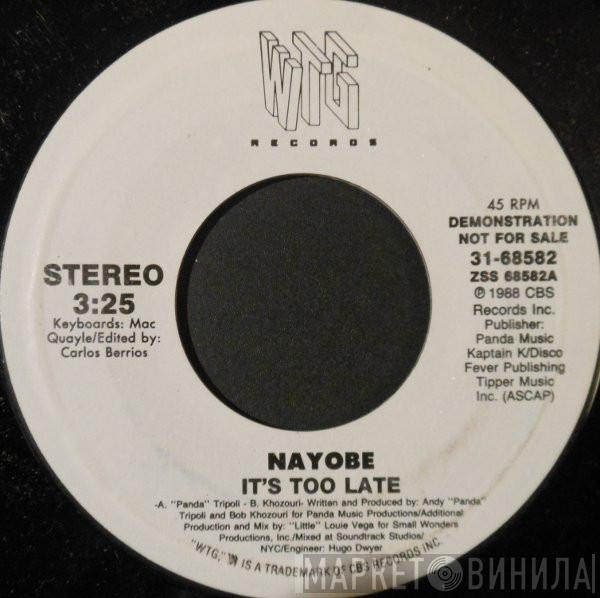 WTG
RECORDS
STEREO
3:25
Keyboards: Mac
Quayle/Edited by:
Carlos Berrios
45 RPM
DEMONSTRATION
NOT FOR SALE
31-68582
ZSS 68582A
℗ 1988 CBS
Records Inc.
Publisher:
Panda Music
Kaptain K/Disco
Fever Publishing
Tipper Music
Inc. (ASCAP)
NAYOBE
IT'S TOO LATE
-A. "Panda" Tripoli - B. Khozouri- Written and Produced by: Andy "Panda"
Tripoli and Bob Khozouri for Panda Music Productions/Additional
Production and Mix by: "Little" Louie Vega for Small Wonders
Productions, Inc./Mixed at Soundtrack Studios/
NYC/Engineer: Hugo Dwyer
"WTG," IS A TRADEMARK OF CBS RECORDS INC.
МАРКЕТ ВИНИЛА